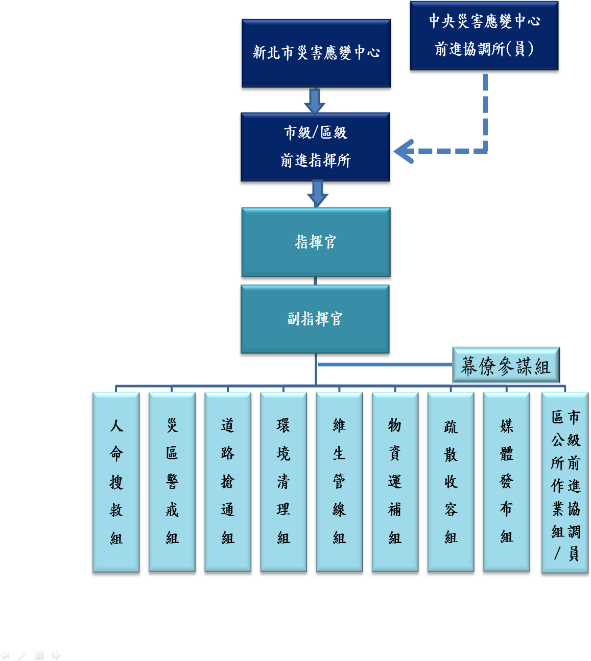 中央災害應變中心
前進協調所(員)
新北市災害應變中心
市級/區級
前進指揮所
指揮官
副指揮官
幕僚參謀組
人命搜救組
災區警戒組
道路搶通組
環境清理組
維生管線組
物資運補組
疏散收容組
媒體發布組
區公所作業組/
市級前進協調員